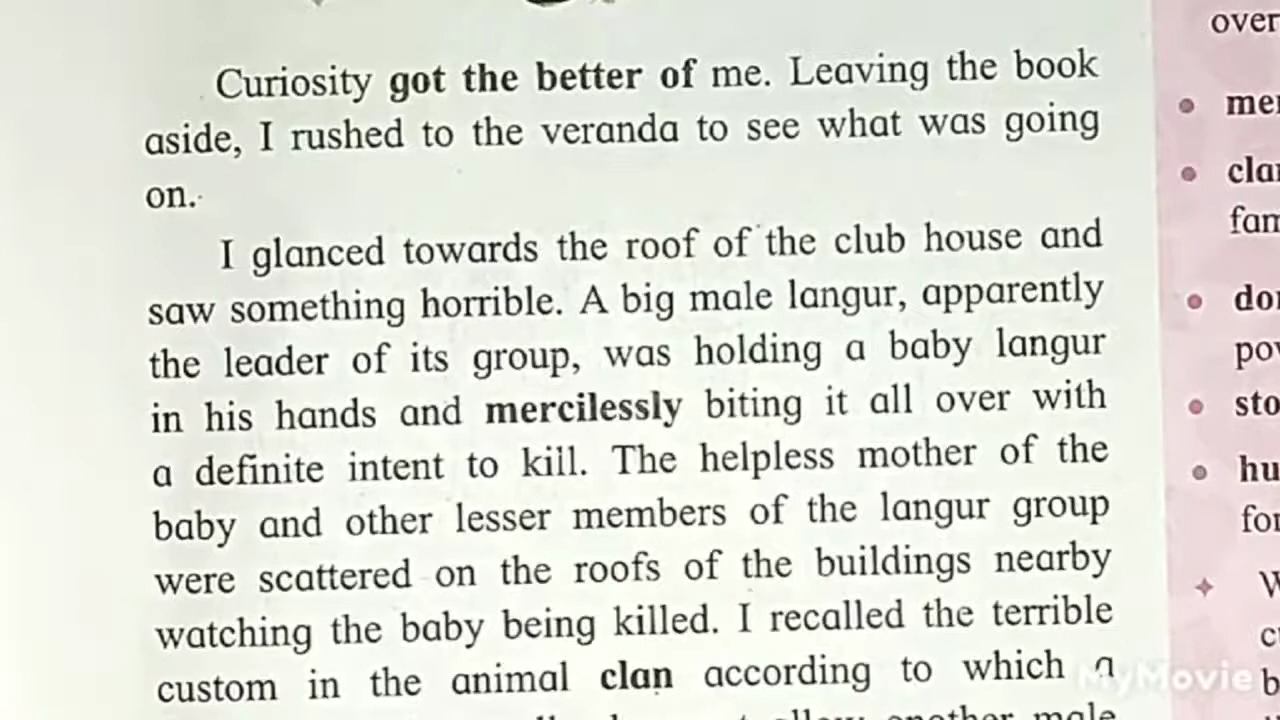 Curiosity got the better of me. Leaving the book
aside, I rushed to the veranda to see what was going
on.
I glanced towards the roof of the club house and
saw something horrible. A big male langur, apparently
the leader of its group, was holding a baby langur
in his hands and mercilessly biting it all over with
a definite intent to kill. The helpless mother of the
baby and other lesser members of the langur group
were scattered on the roofs of the buildings nearby
watching the baby being killed. I recalled the terrible
custom in the animal clan according to which a
another male
over
MyMovie